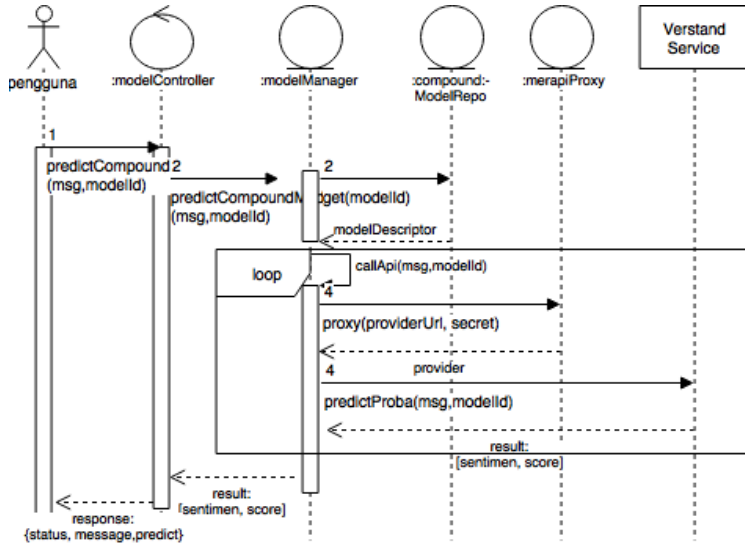 pengguna
:modelController
:modelManager
:compound:-
ModelRepo
:merapiProxy
Verstand
Service
1
predictCompound
(msg,modelId)
2
predictCompoundMidget(modelId)
(msg,modelId)
2
modelDescriptor
loop
callApi(msg,modelId)
4
proxy(providerUrl, secret)
provider
4
predictProba(msg,modelId)
result:
[sentimen, score]
result:
[sentimen, score]
response:
{status, message,predict}